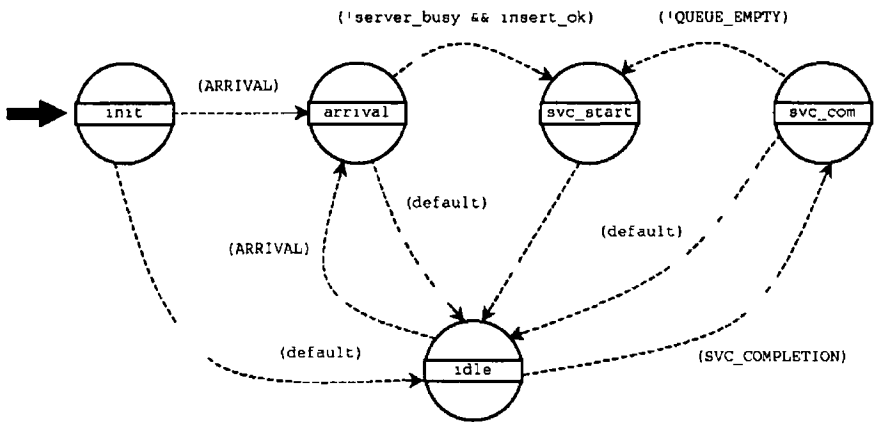 ('server_busy && insert_ok)
('QUEUE_EMPTY)
(ARRIVAL)
init
arrival
svc_start
svc_com
(default)
(ARRIVAL)
(default)
(default)
(SVC_COMPLETION)
idle